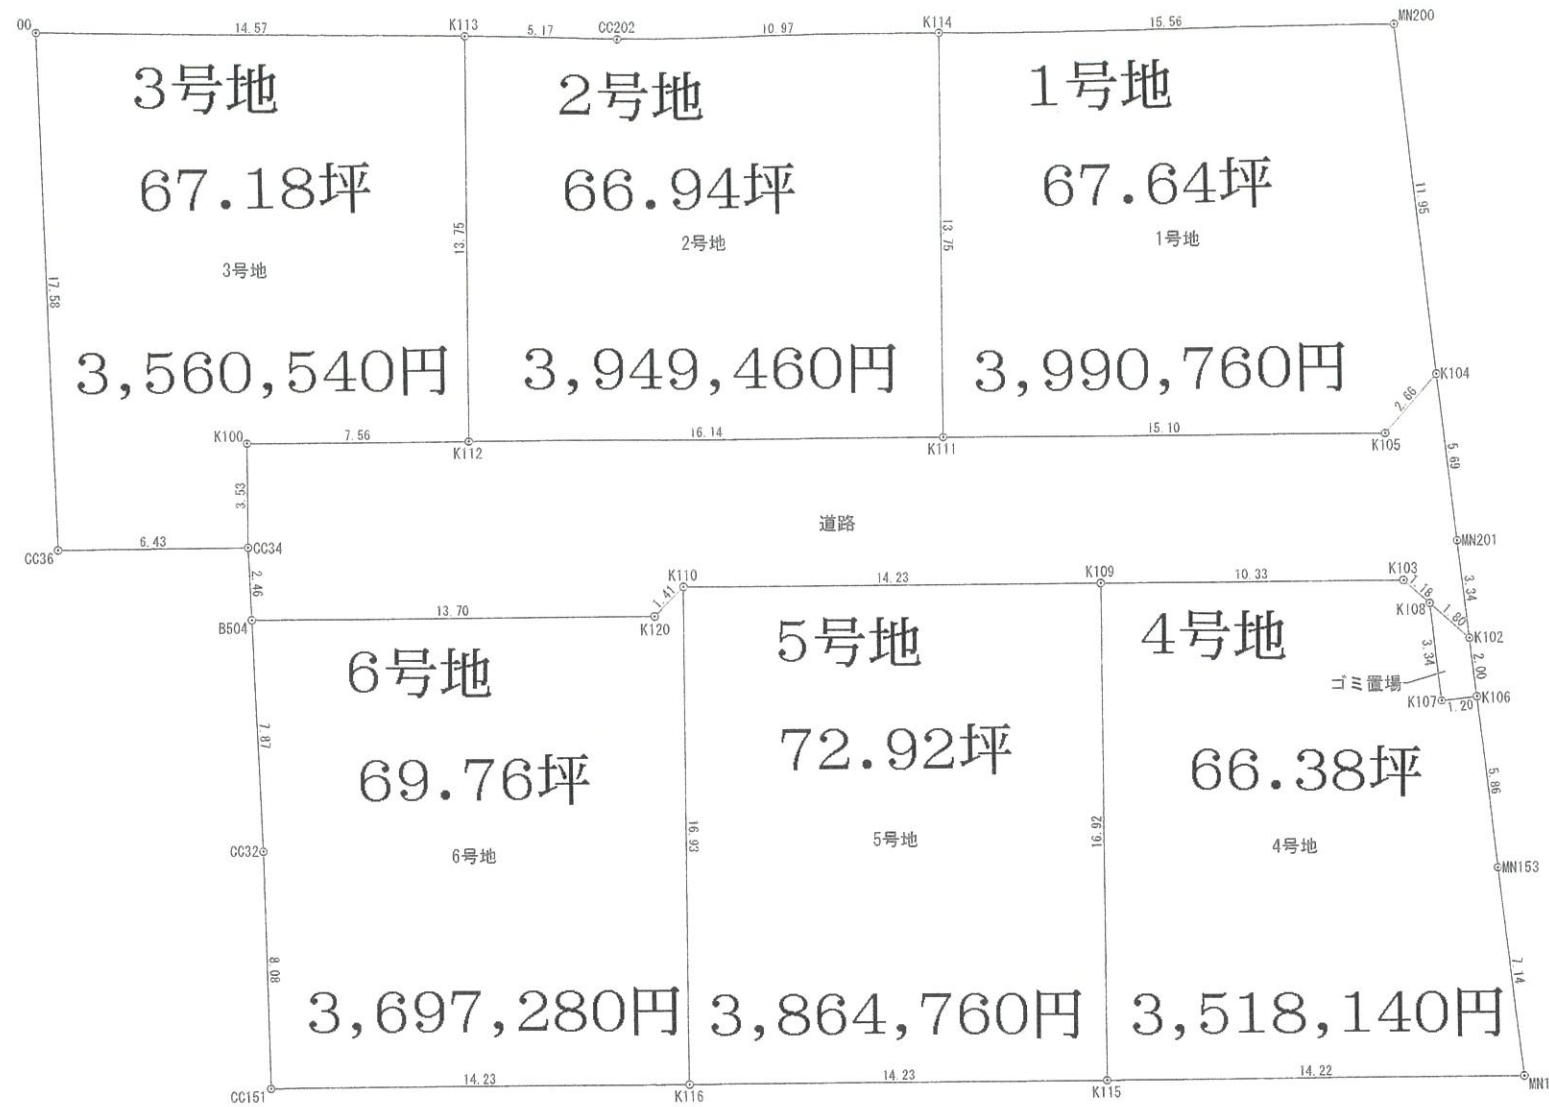 00
14.57
K113
5.17
CC202
10.97
K114
15.56
MN200
3号地
67.18坪
3号地
3,560,540円
17.58
13.75
2号地
66.94坪
2号地
3,949,460円
13.75
1号地
67.64坪
1号地
3,990,760円
11.95
K104
2.66
K105
K100
7.56
K112
16.14
K111
15.10
5.69
3.53
道路
MN201
CC36
6.43
CC34
2.46
B504
13.70
K120
1.41
K110
14.23
K109
10.33
K103
1.18
K108
1.80
3.34
K102
2.00
3.34
ゴミ置場
K107
1.20
K106
6号地
69.76坪
6号地
3,697,280円
7.87
CC32
8.08
16.93
5号地
72.92坪
5号地
3,864,760円
16.92
4号地
66.38坪
4号地
3,518,140円
5.86
MN153
7.14
CC151
14.23
K116
14.23
K115
14.22
MN1